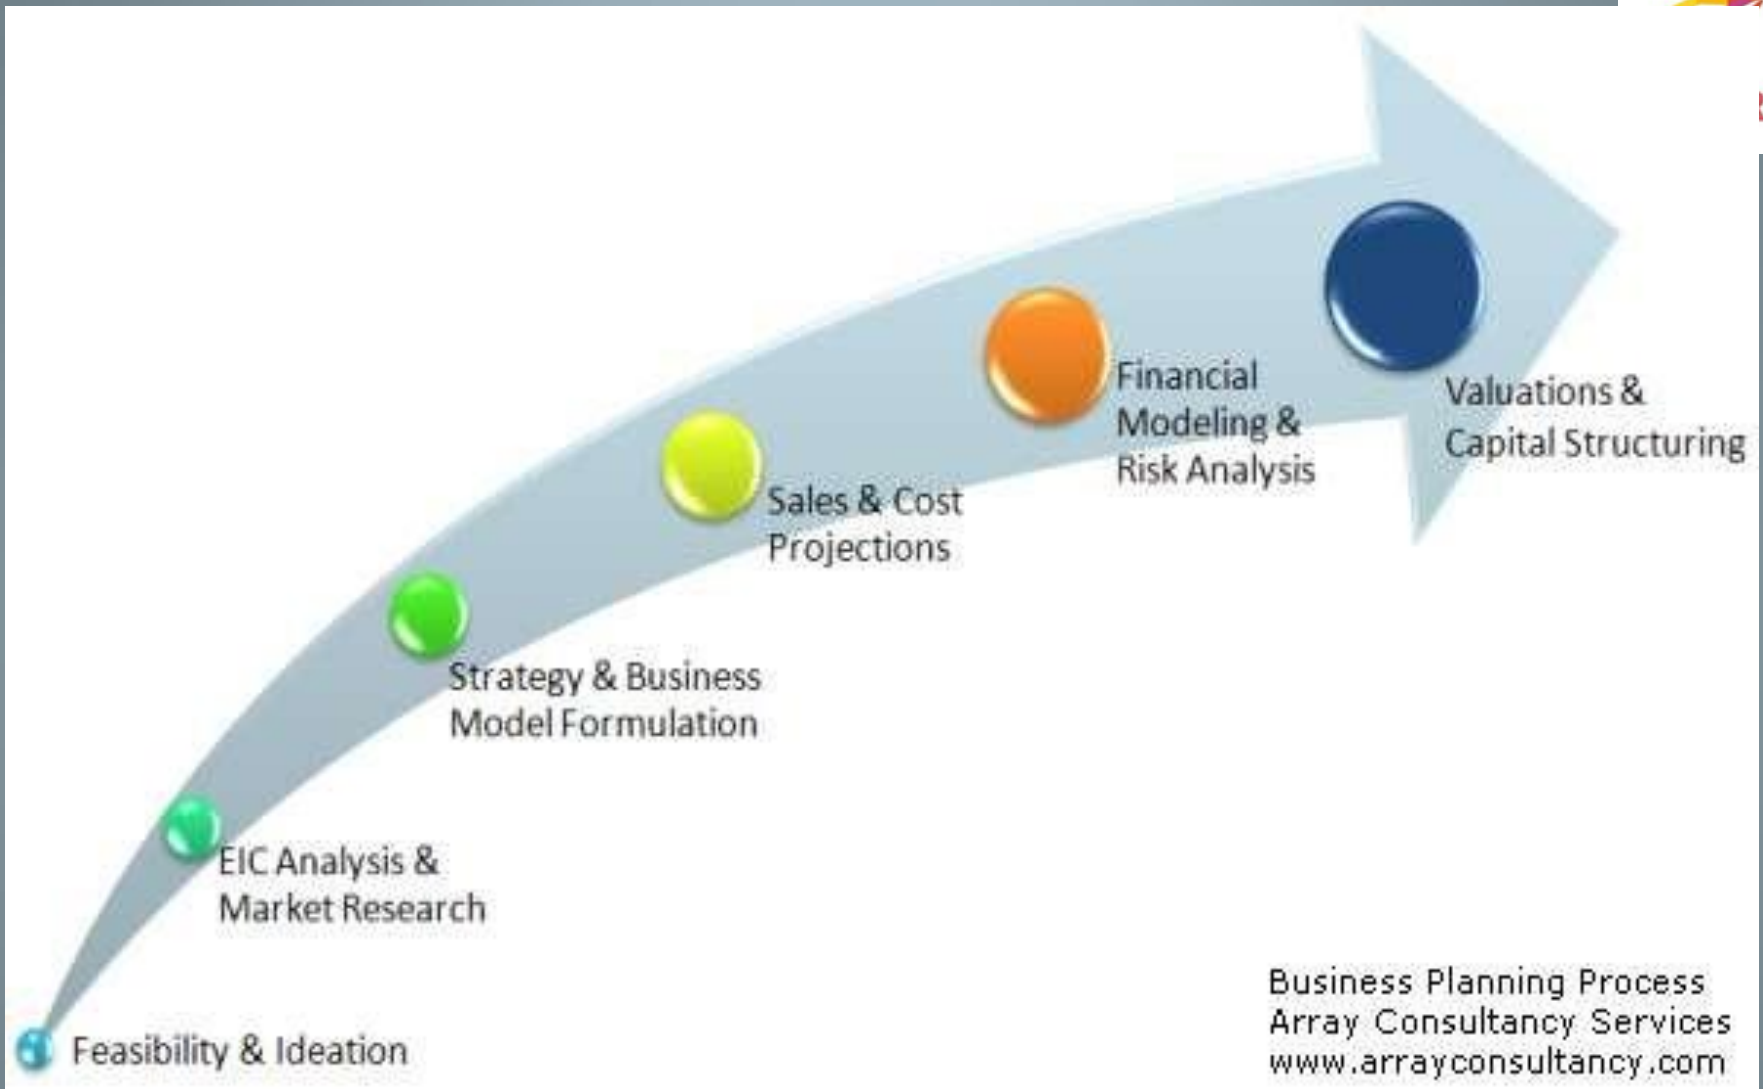 Financial
Modeling &
Risk Analysis
Valuations &
Capital Structuring
Sales & Cost
Projections
Strategy & Business
Model Formulation
EIC Analysis &
Market Research
Feasibility & Ideation
Business Planning Process
Array Consultancy Services
www.arrayconsultancy.com